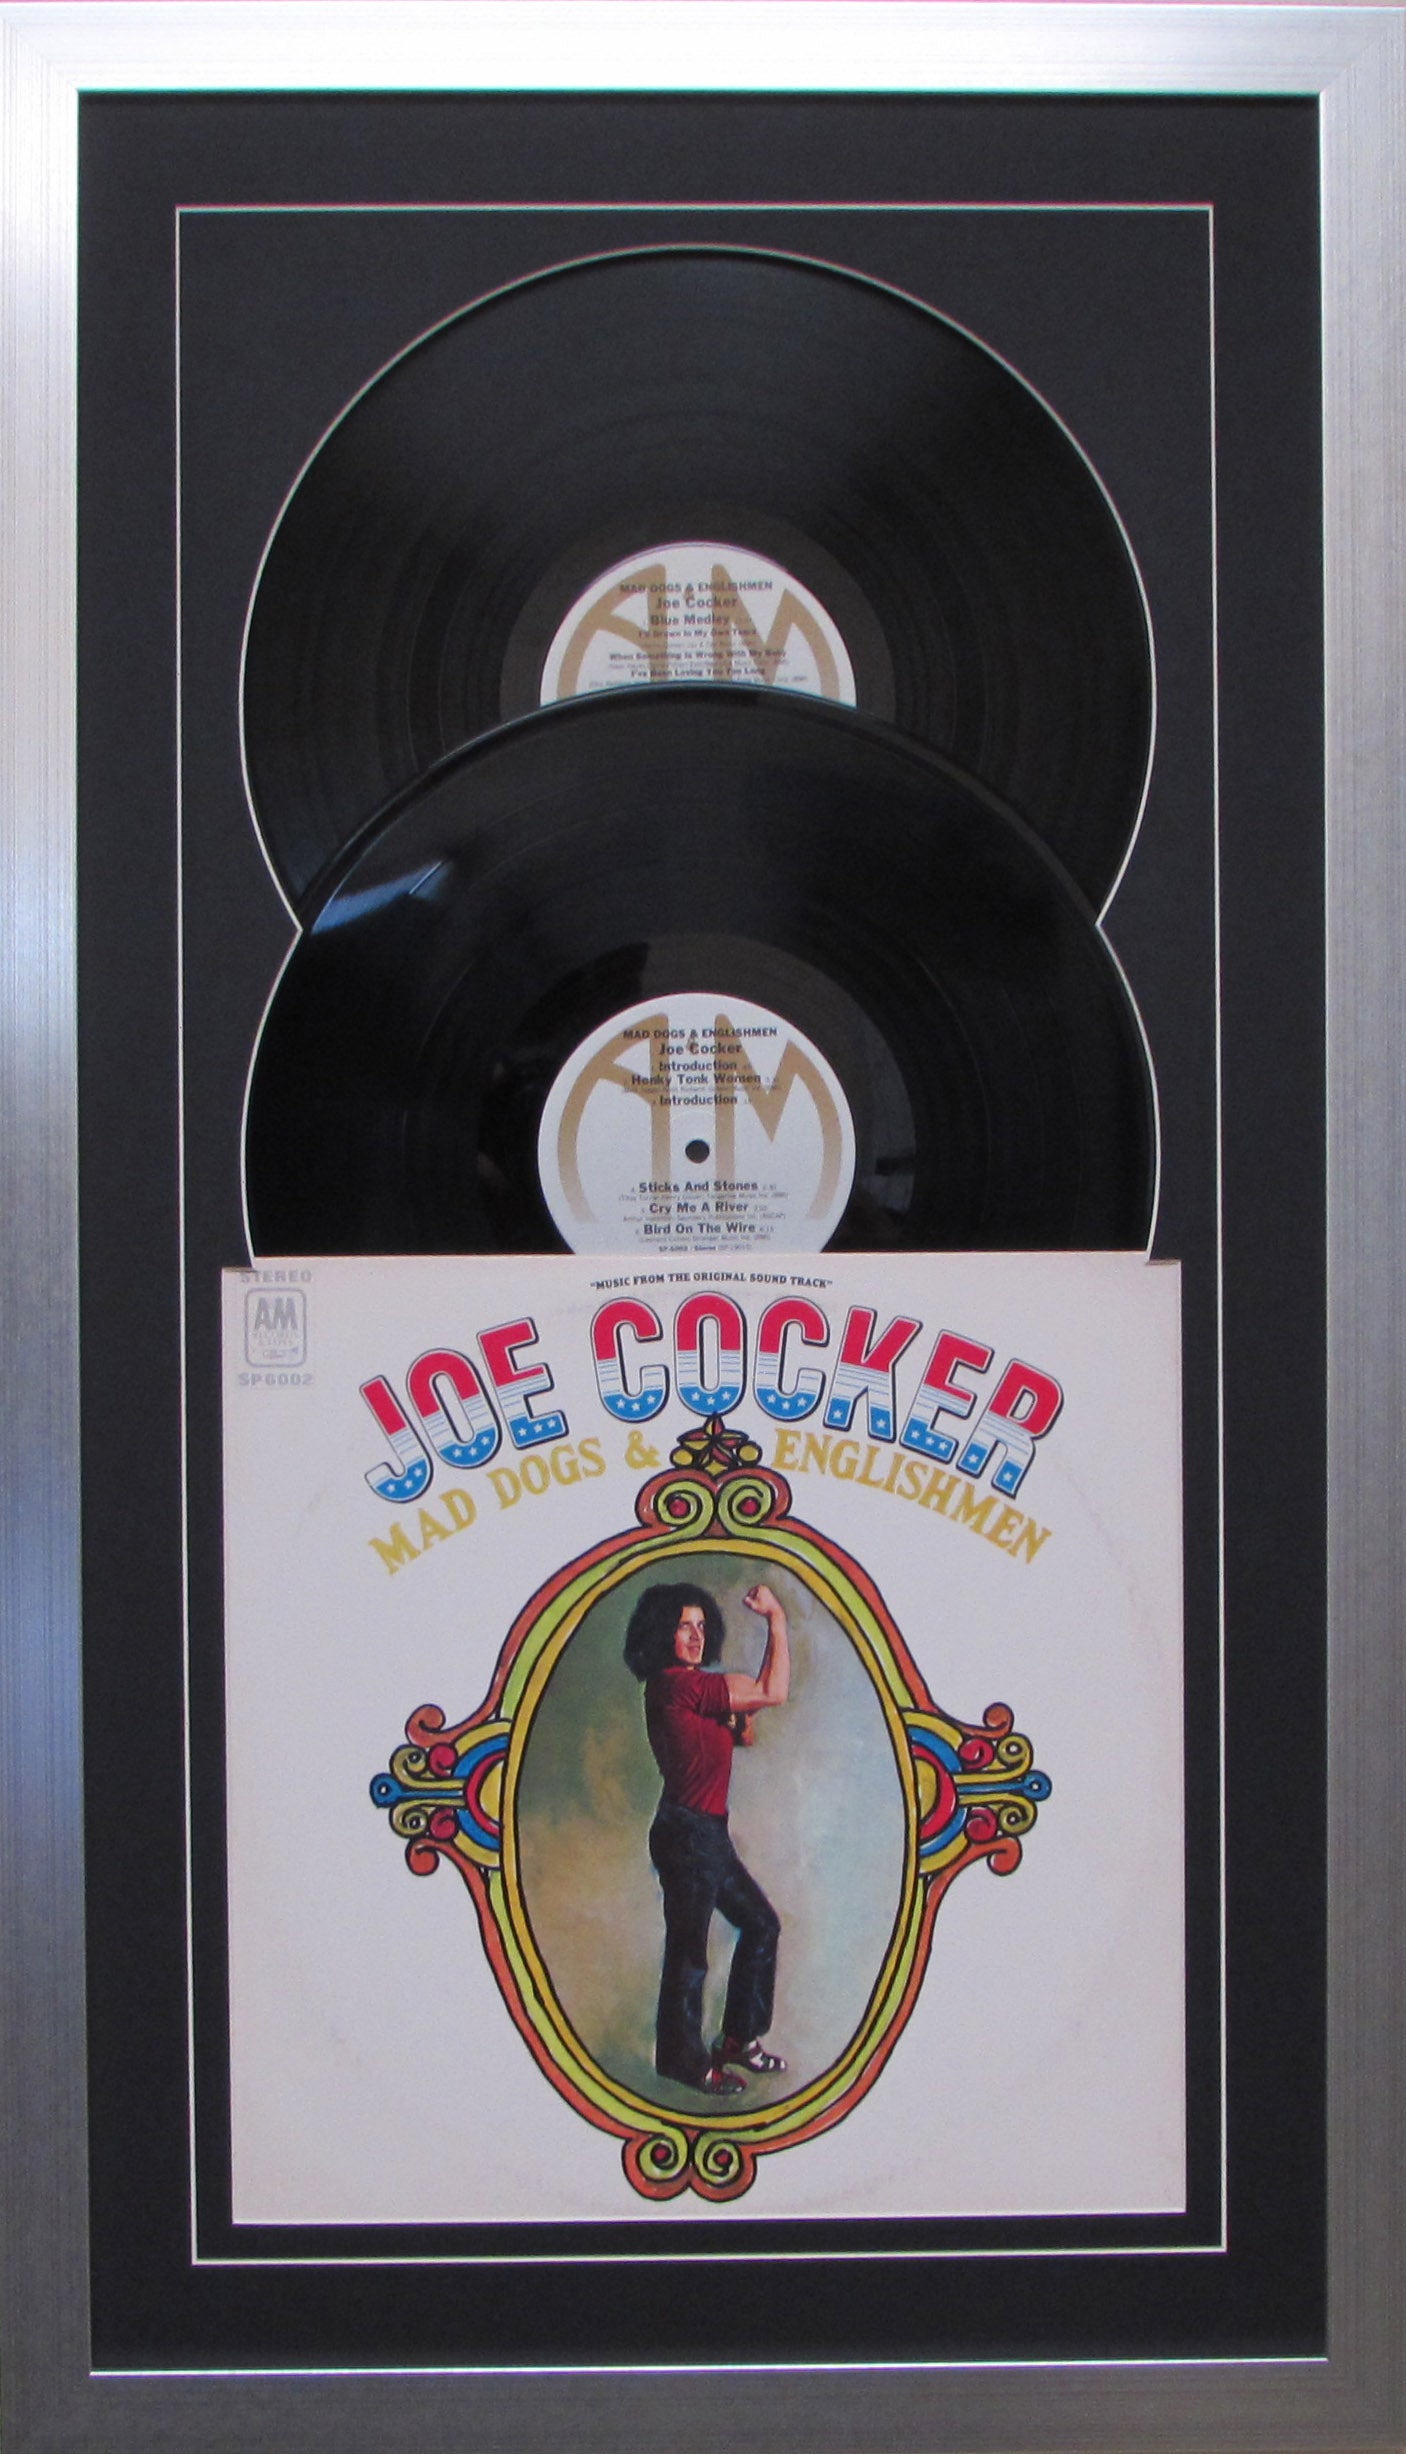 MAD DOGS & ENGLISHMEN
Joe Cocker
Blue Medley
I'll Drown In My Own Tears
When Something Is Wrong With My Baby
I've Been Loving You Too Long
MAD DOGS & ENGLISHMEN
Joe Cocker
Introduction
Honky Tonk Women
Introduction
Sticks And Stones
Cry Me A River
Bird On The Wire
STEREO
AM
SP 6002
"MUSIC FROM THE ORIGINAL SOUND TRACK"
JOE COCKER
MAD DOGS & ENGLISHMEN